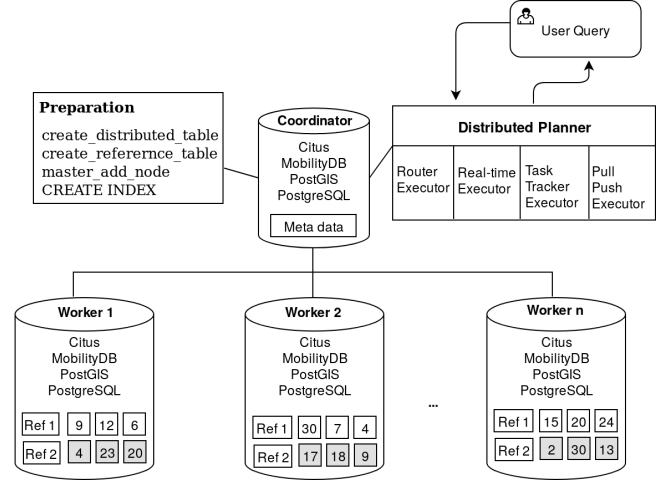 User Query
Preparation
create_distributed_table
create_referernce_table
master_add_node
CREATE INDEX
Coordinator
Citus
MobilityDB
PostGIS
PostgreSQL
Meta data
Distributed Planner
Router
Executor
Real-time
Executor
Task
Tracker
Executor
Pull
Push
Executor
Worker 1
Citus
MobilityDB
PostGIS
PostgreSQL
Ref 1 9 12 6
Ref 2 4 23 20
Worker 2
Citus
MobilityDB
PostGIS
PostgreSQL
Ref 1 30 7 4
Ref 2 17 18 9
...
Worker n
Citus
MobilityDB
PostGIS
PostgreSQL
Ref 1 15 20 24
Ref 2 2 30 13